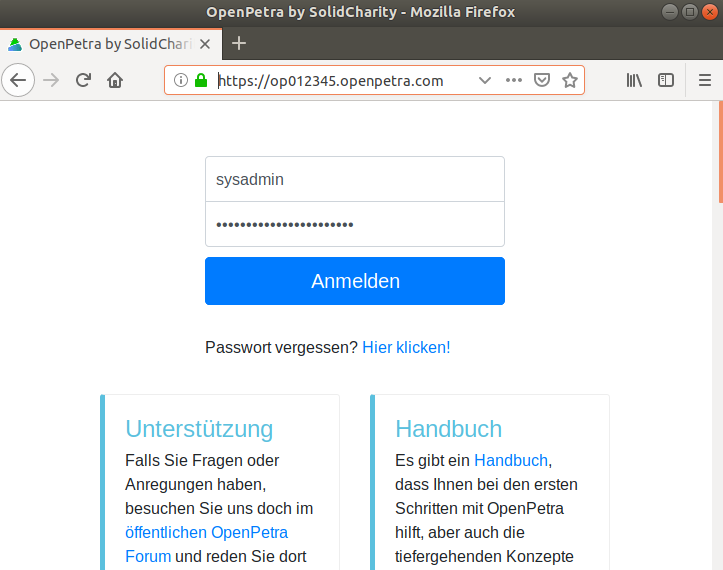 OpenPetra by SolidCharity - Mozilla Firefox
OpenPetra by SolidChari
https://op012345.openpetra.com
sysadmin
•••••••••••••••••••••••
Anmelden
Passwort vergessen? Hier klicken!
Unterstützung
Falls Sie Fragen oder
Anregungen haben,
besuchen Sie uns doch im
öffentlichen OpenPetra
Forum und reden Sie dort
Handbuch
Es gibt ein Handbuch,
dass Ihnen bei den ersten
Schritten mit OpenPetra
hilft, aber auch die
tiefergehenden Konzepte